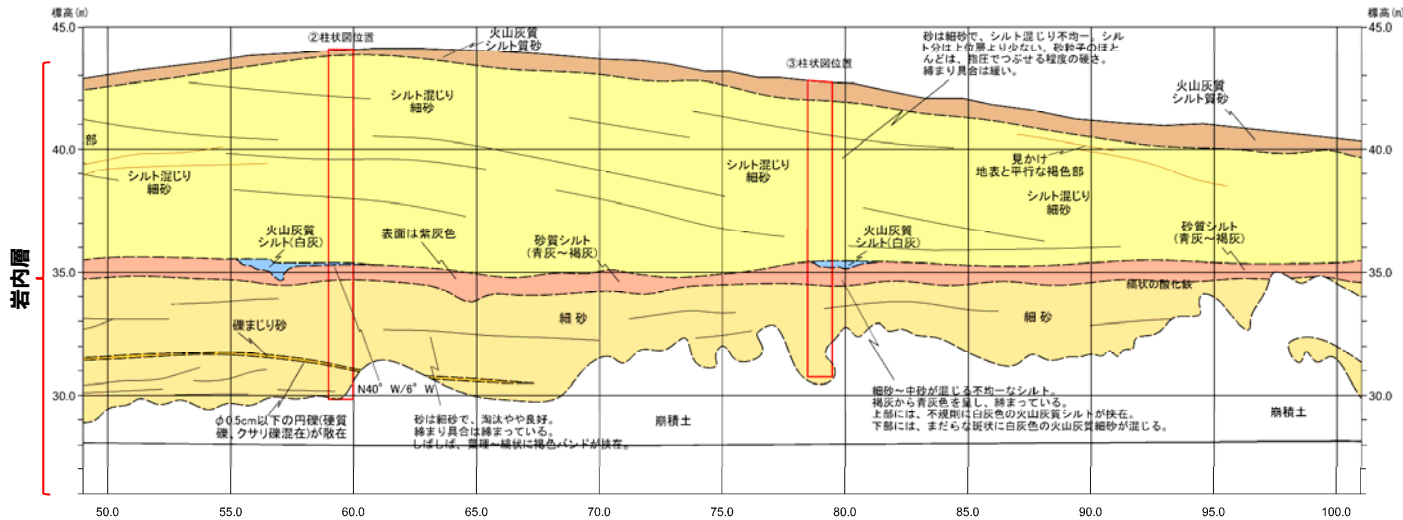 標高(m)
標高(m)
45.0
45.0
40.0
40.0
35.0
35.0
30.0
30.0
②柱状図位置
火山灰質
シルト質砂
③柱状図位置
砂は細砂で、シルト混じり不均一。シル
ト分は上位層より少ない。砂粒子のほと
んどは、指圧でつぶせる程度の硬さ。
締まり具合は緩い。
火山灰質
シルト質砂
シルト混じり
細砂
部
シルト混じり
細砂
シルト混じり
細砂
見かけ
地表と平行な褐色部
シルト混じり
細砂
火山灰質
シルト(白灰)
表面は紫灰色
砂質シルト
(青灰～褐灰)
火山灰質
シルト(白灰)
砂質シルト
(青灰～褐灰)
岩内層
縞状の酸化鉄
礫まじり砂
細 砂
細 砂
N40°W/6°W
φ0.5cm以下の円礫(硬質
礫、クサリ礫混在)が散在
砂は細砂で、淘汰やや良好。
締まり具合は締まっている。
しばしば、葉理～縞状に褐色バンドが挟在。
崩積土
細砂～中砂が混じる不均一なシルト。
褐灰から青灰色を呈し、締まっている。
上部には、不規則に白灰色の火山灰質シルトが挟在。
下部には、まだらな斑状に白灰色の火山灰質細砂が混じる。
崩積土
50.0
55.0
60.0
65.0
70.0
75.0
80.0
85.0
90.0
95.0
100.0